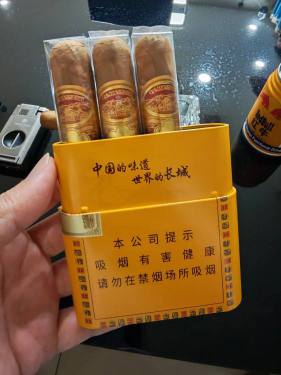 中国的味道
世界的长城
本公司提示
吸烟有害健康
请勿在禁烟场所吸烟